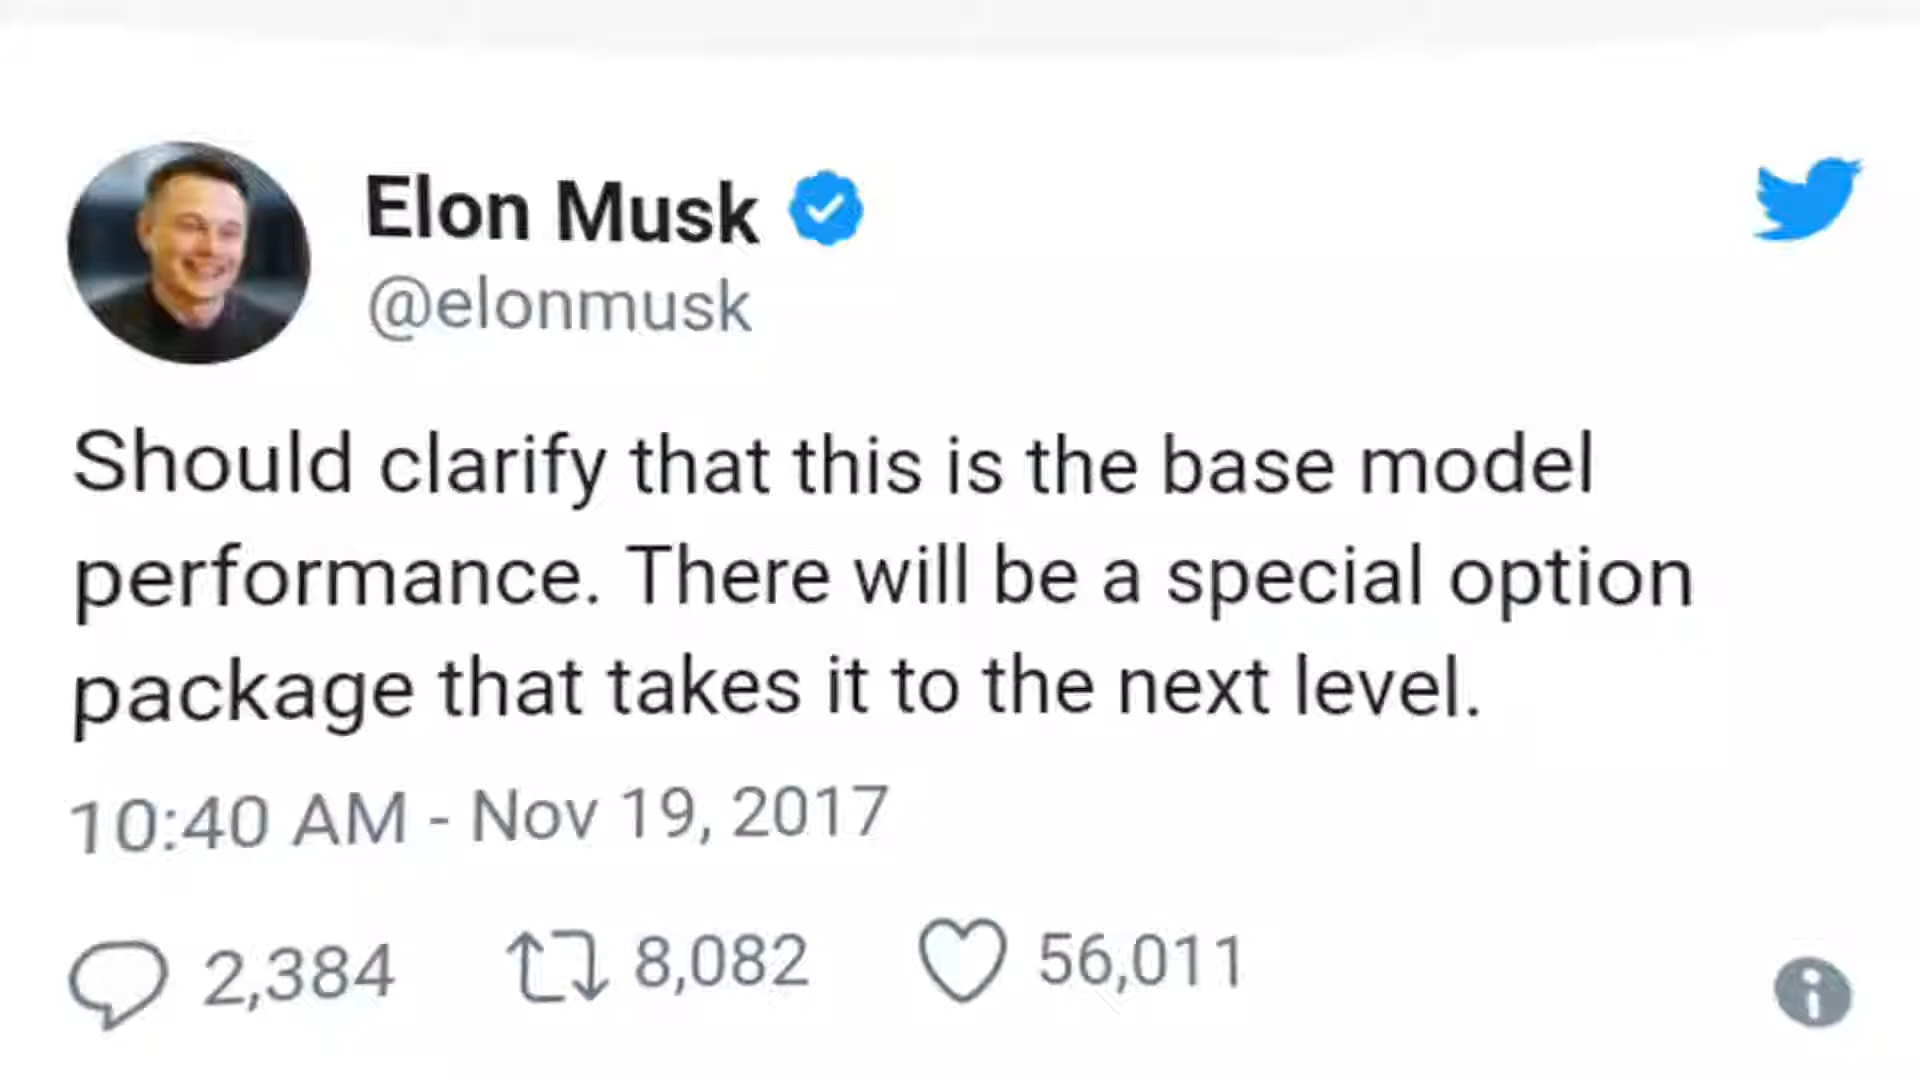 Elon Musk
@elonmusk
Should clarify that this is the base model
performance. There will be a special option
package that takes it to the next level.
10:40 AM - Nov 19, 2017
2,384 8,082 56,011